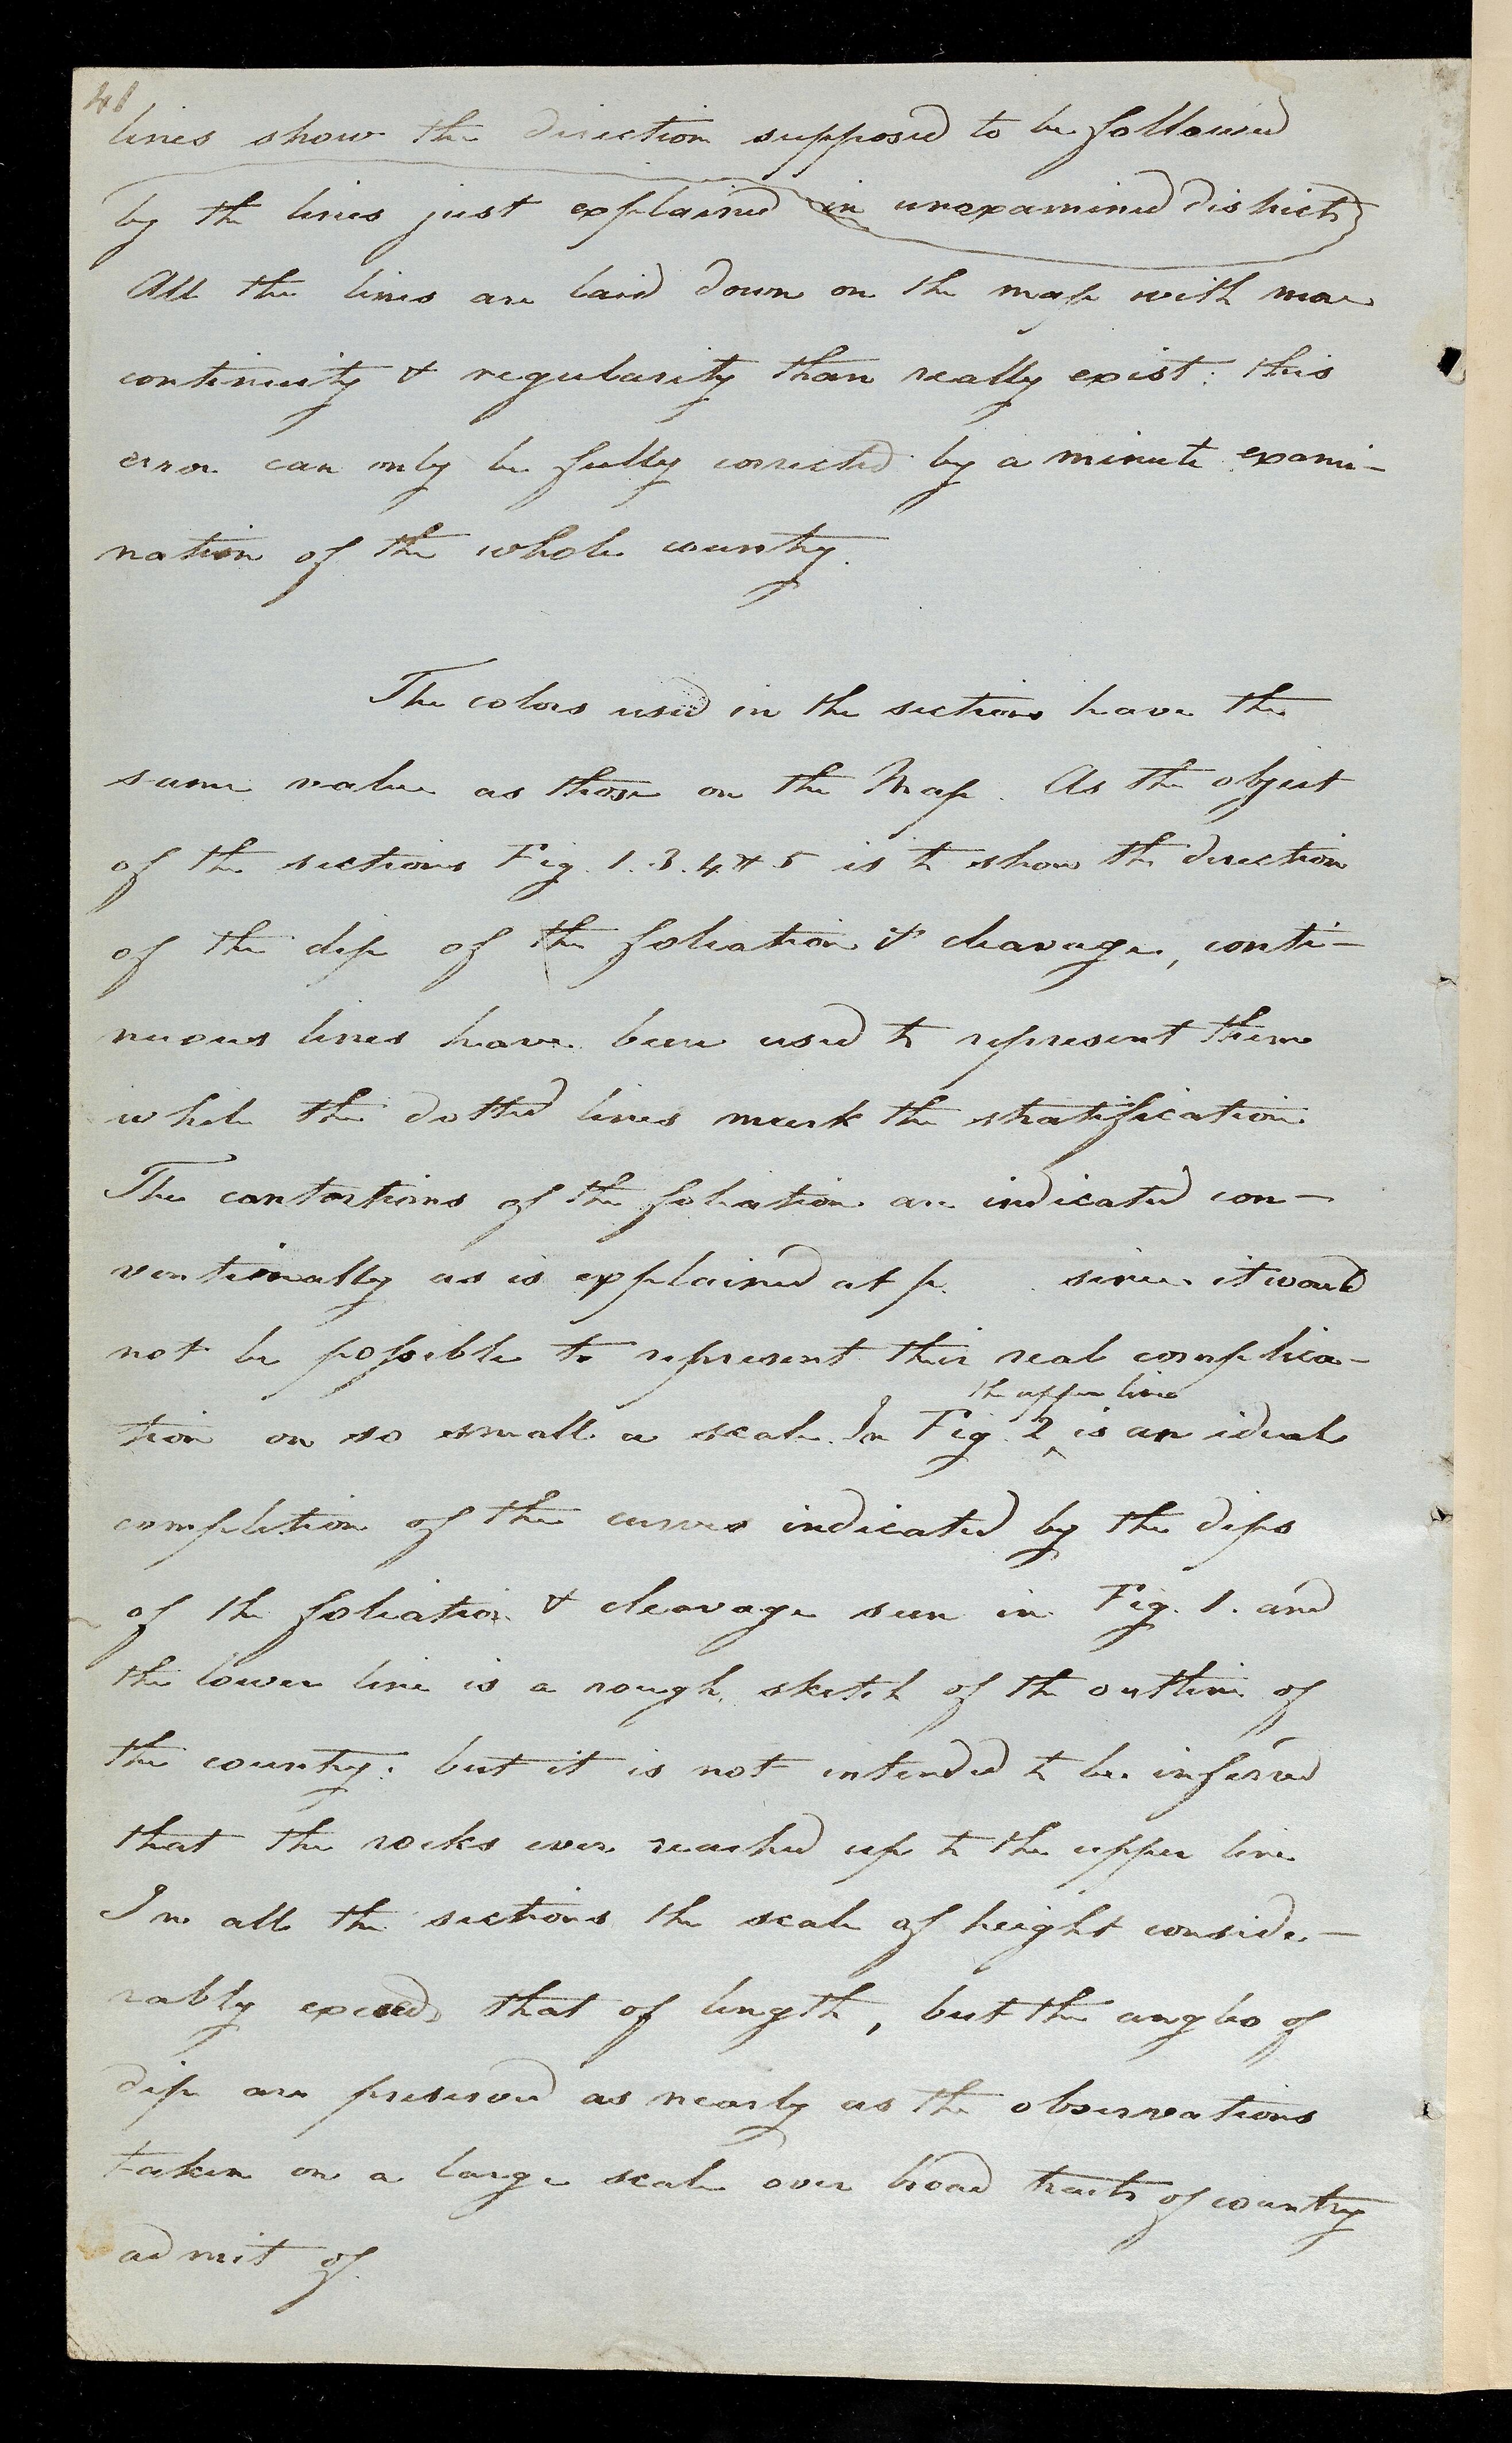 41
lines show the direction supposed to be followed
by the lines just explained in unexamined districts
All the lines are laid down on the map with more
continuity & regularity than really exist: this
error can only be fully corrected by a minute exami-
nation of the whole country.
The colors used in the sections have the
same value as those on the Map. As the object
of the sections Fig. 1. 3. 4 & 5 is to show the direction
of the dip of the foliation & cleavage, conti-
nuous lines have been used to represent them
while the dotted lines mark the stratification.
The contortions of the foliation are indicated con-
ventionally as is explained at p. since it would
not be possible to represent their real complica-
the upper line
tion on so small a scale. In Fig. 2 ^ is an ideal
completion of the curves indicated by the dips
of the foliation & cleavage seen in Fig. 1. and
the lower line is a rough sketch of the outline of
the country: but it is not intended to be inferred
that the rocks ever reached up to the upper line
In all the sections the scale of height conside-
rably exceeds that of length, but the angles of
dip are preserved as nearly as the observations
taken on a large scale over broad tracts of country
admit of.